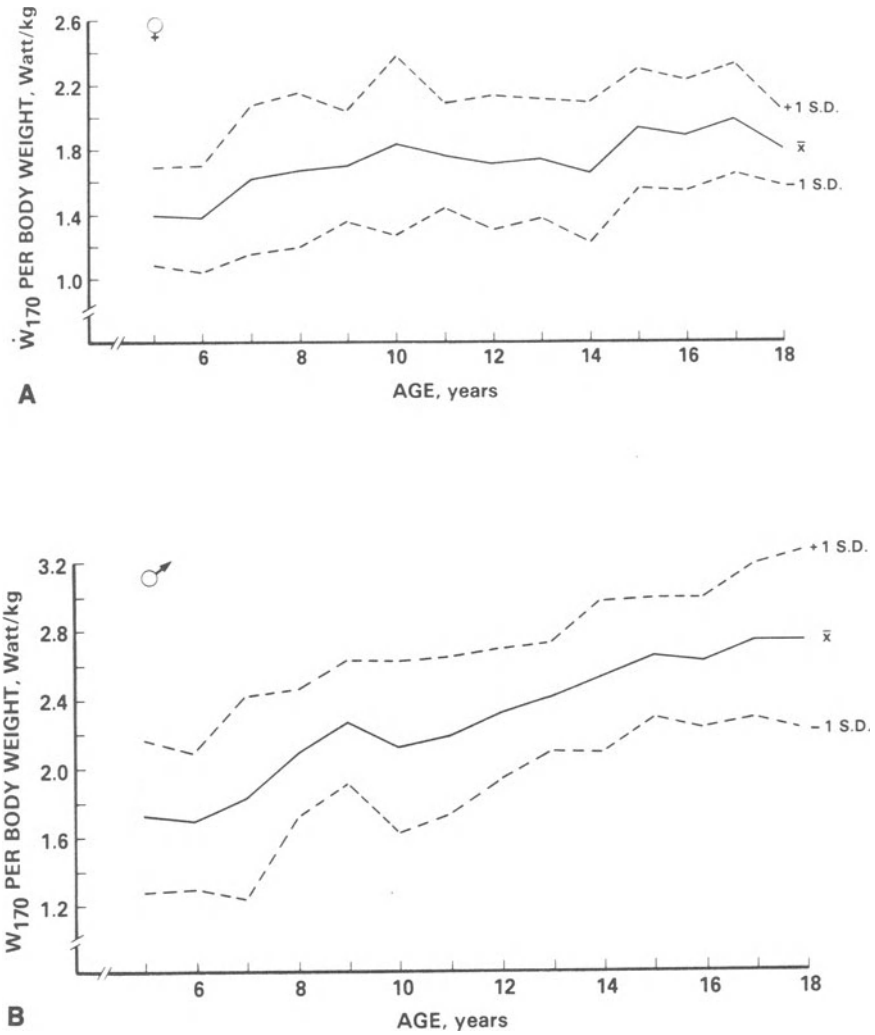 2.6
2.2
1.8
1.4
1.0
Ẇ170 PER BODY WEIGHT, Watt/kg
+1 S.D.
x̄
−1 S.D.
6 8 10 12 14 16 18
AGE, years
A
3.2
2.8
2.4
2.0
1.6
1.2
W170 PER BODY WEIGHT, Watt/kg
+ 1 S.D.
x̄
− 1 S.D.
6 8 10 12 14 16 18
AGE, years
B